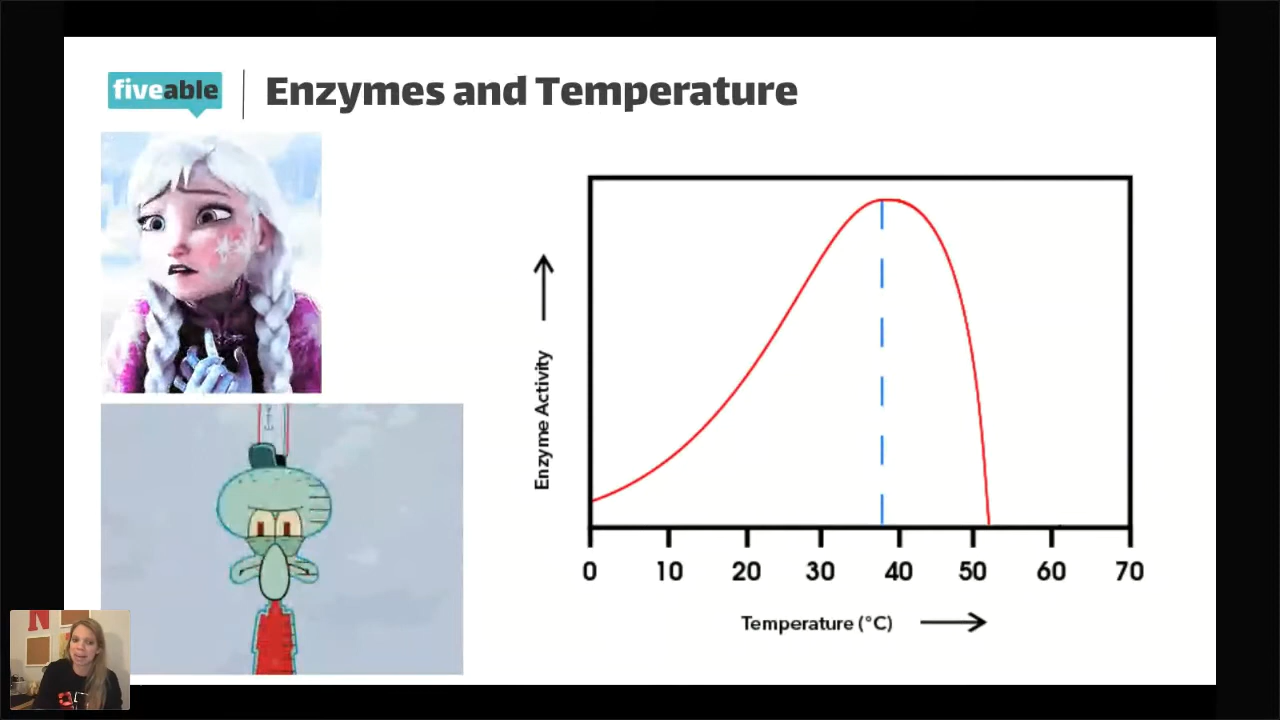 fiveable
Enzymes and Temperature
Enzyme Activity
0 10 20 30 40 50 60 70
Temperature (°C)
N